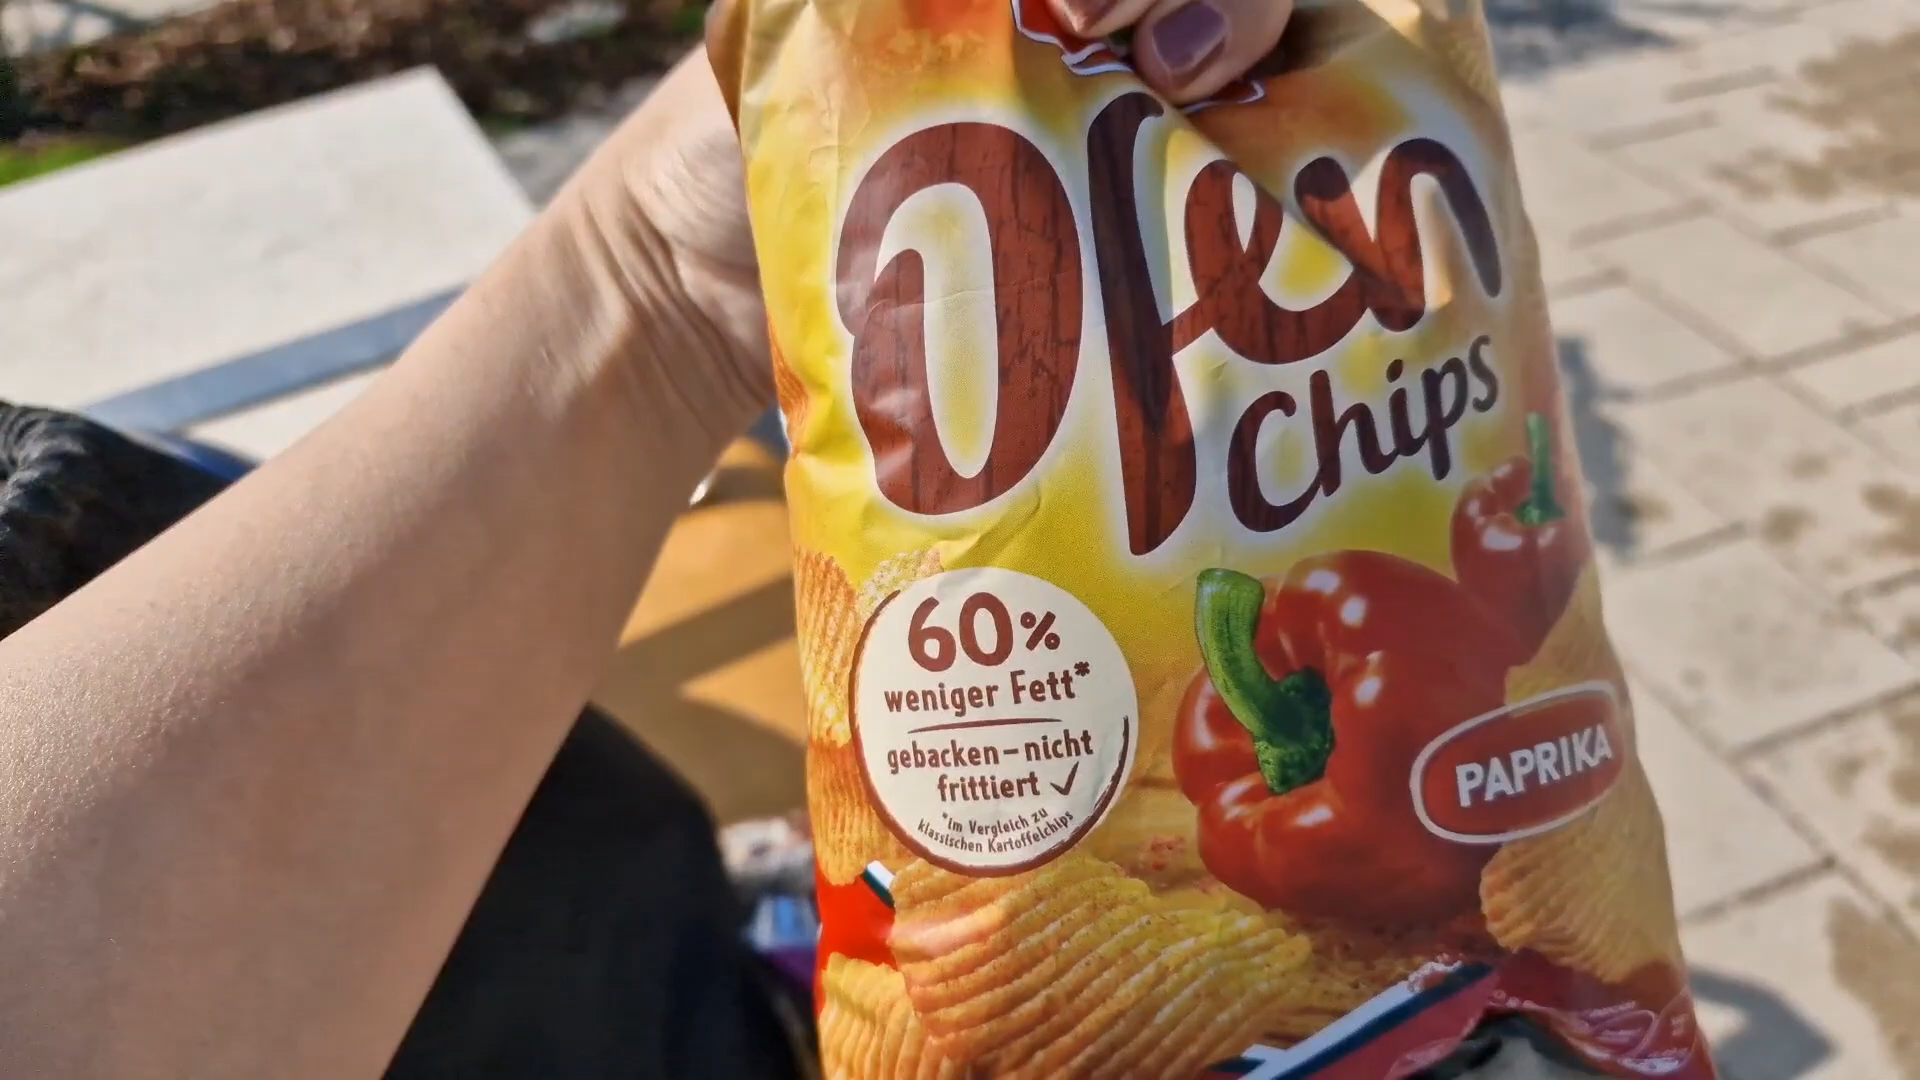 Ofen
chips
60%
weniger Fett*
gebacken–nicht
frittiert ✓
*im Vergleich zu
klassischen Kartoffelchips
PAPRIKA